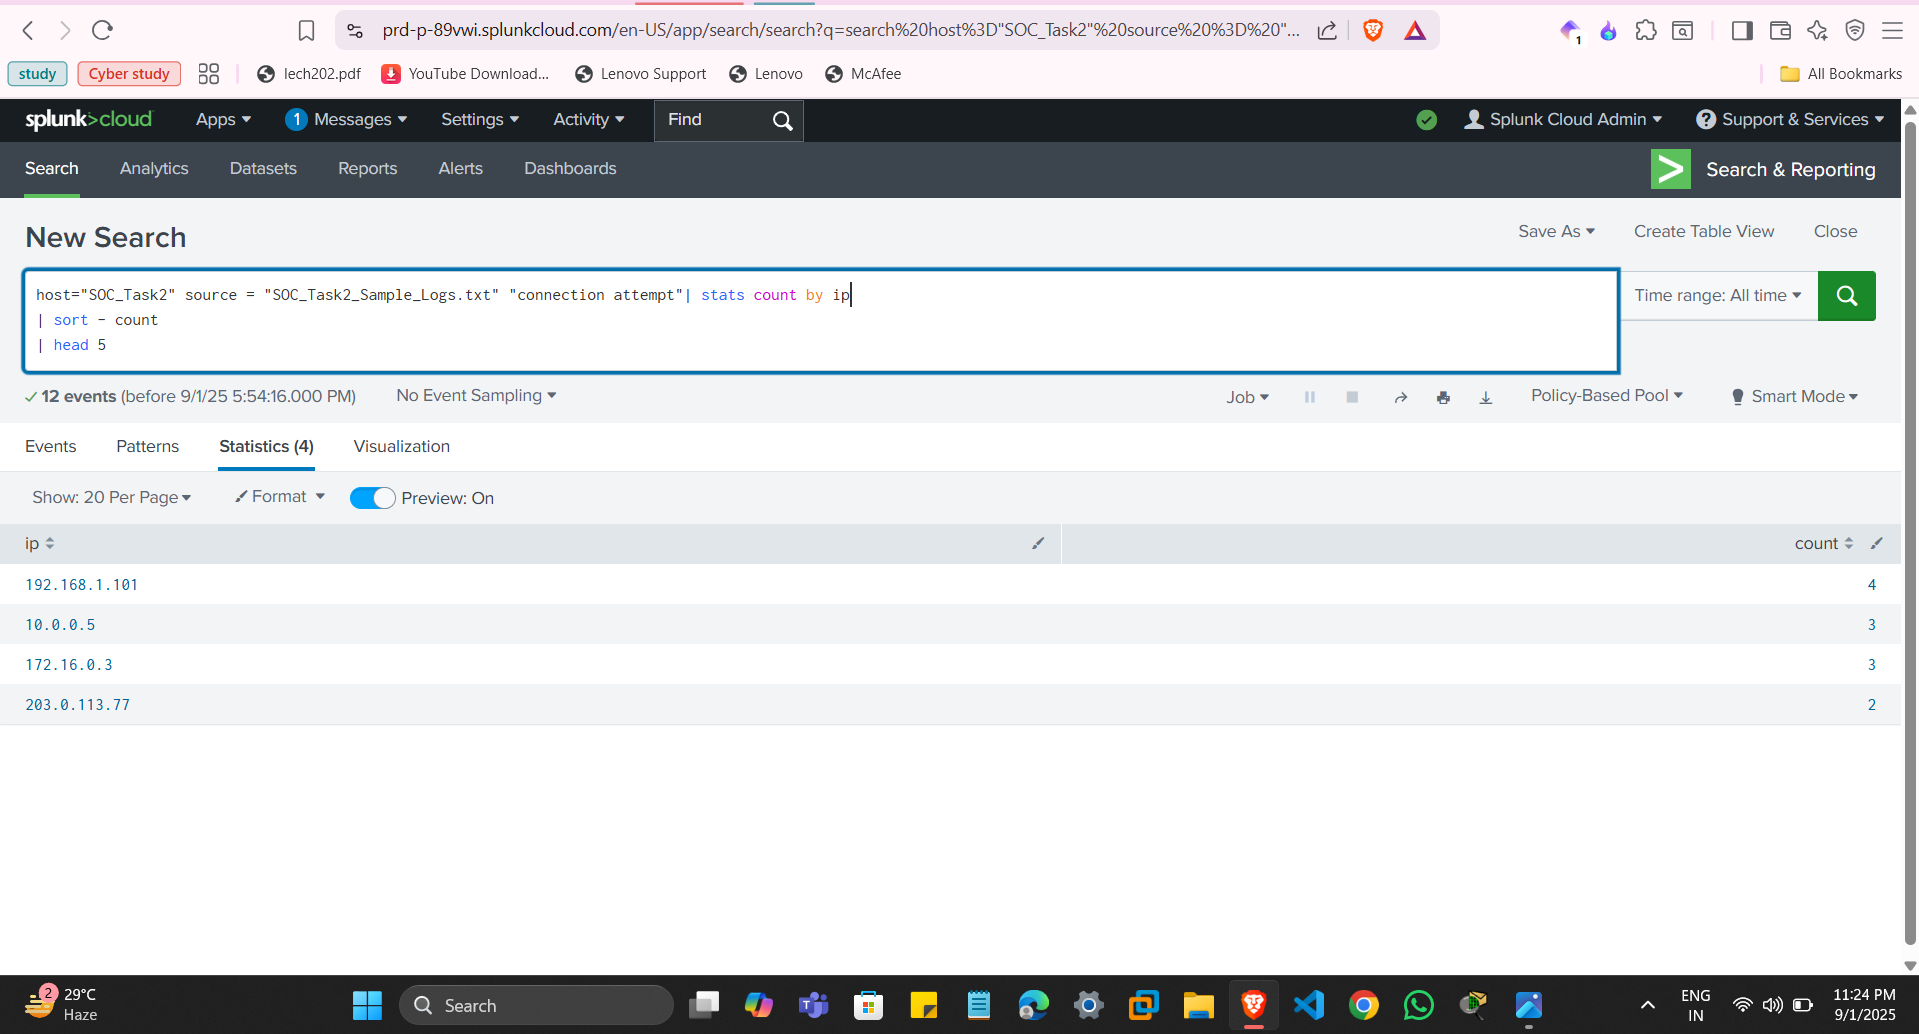 prd-p-89vwi.splunkcloud.com/en-US/app/search/search?q=search%20host%3D"SOC_Task2"%20source%20%3D%20"...
1
study
Cyber study
lech202.pdf
YouTube Download...
Lenovo Support
Lenovo
McAfee
All Bookmarks
splunk>cloud
Apps
1
Messages
Settings
Activity
Find
Splunk Cloud Admin
? Support & Services
Search
Analytics
Datasets
Reports
Alerts
Dashboards
> Search & Reporting
New Search
Save As
Create Table View
Close
host="SOC_Task2" source = "SOC_Task2_Sample_Logs.txt" "connection attempt"| stats count by ip
| sort - count
| head 5
Time range: All time
12 events (before 9/1/25 5:54:16.000 PM)
No Event Sampling
Job
Policy-Based Pool
Smart Mode
Events
Patterns
Statistics (4)
Visualization
Show: 20 Per Page
Format
Preview: On
ip
count
192.168.1.101
4
10.0.0.5
3
172.16.0.3
3
203.0.113.77
2
2
29°C
Haze
Search
ENG
IN
11:24 PM
9/1/2025